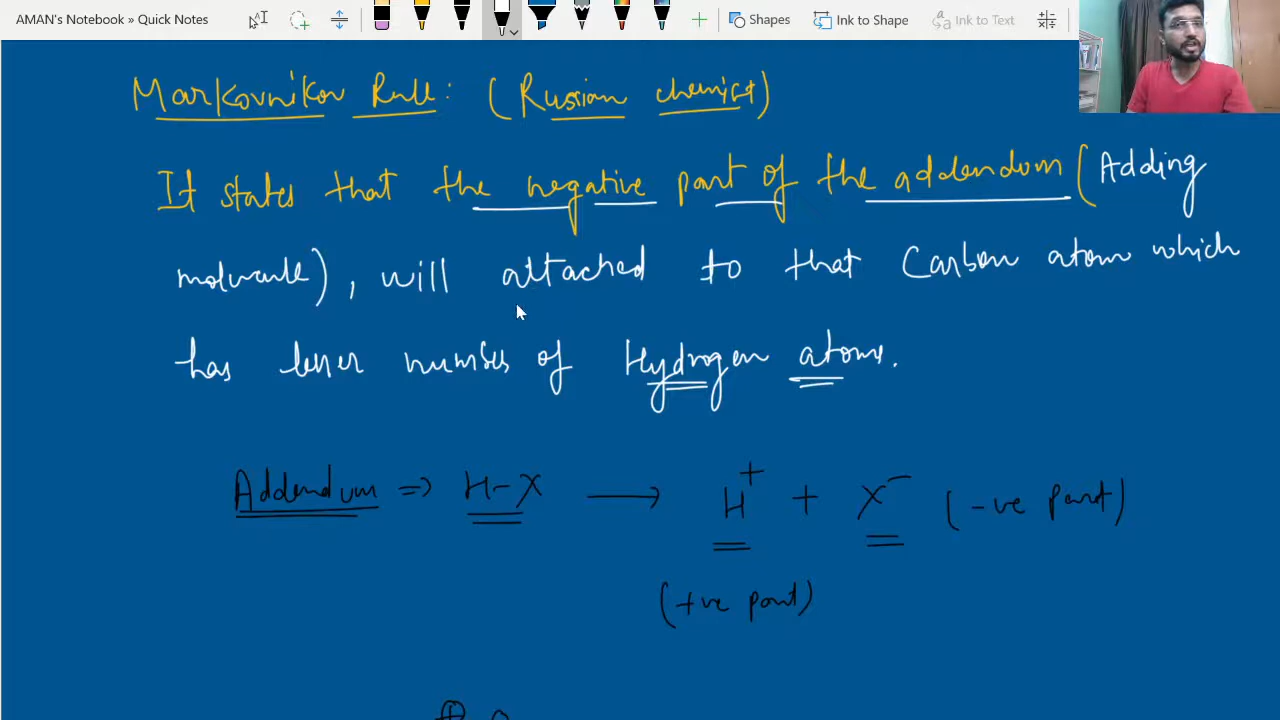 AMAN's Notebook » Quick Notes
Shapes
Ink to Shape
Ink to Text
Markovnikov Rule: (Russian chemist)
It states that the negative part of the addendum (Adding
molecule), will attached to that Carbon atom which
has lesser number of Hydrogen atoms.
Addendum ⇒ H-X ⟶ H⁺ + X⁻ (-ve part)
(+ve part)